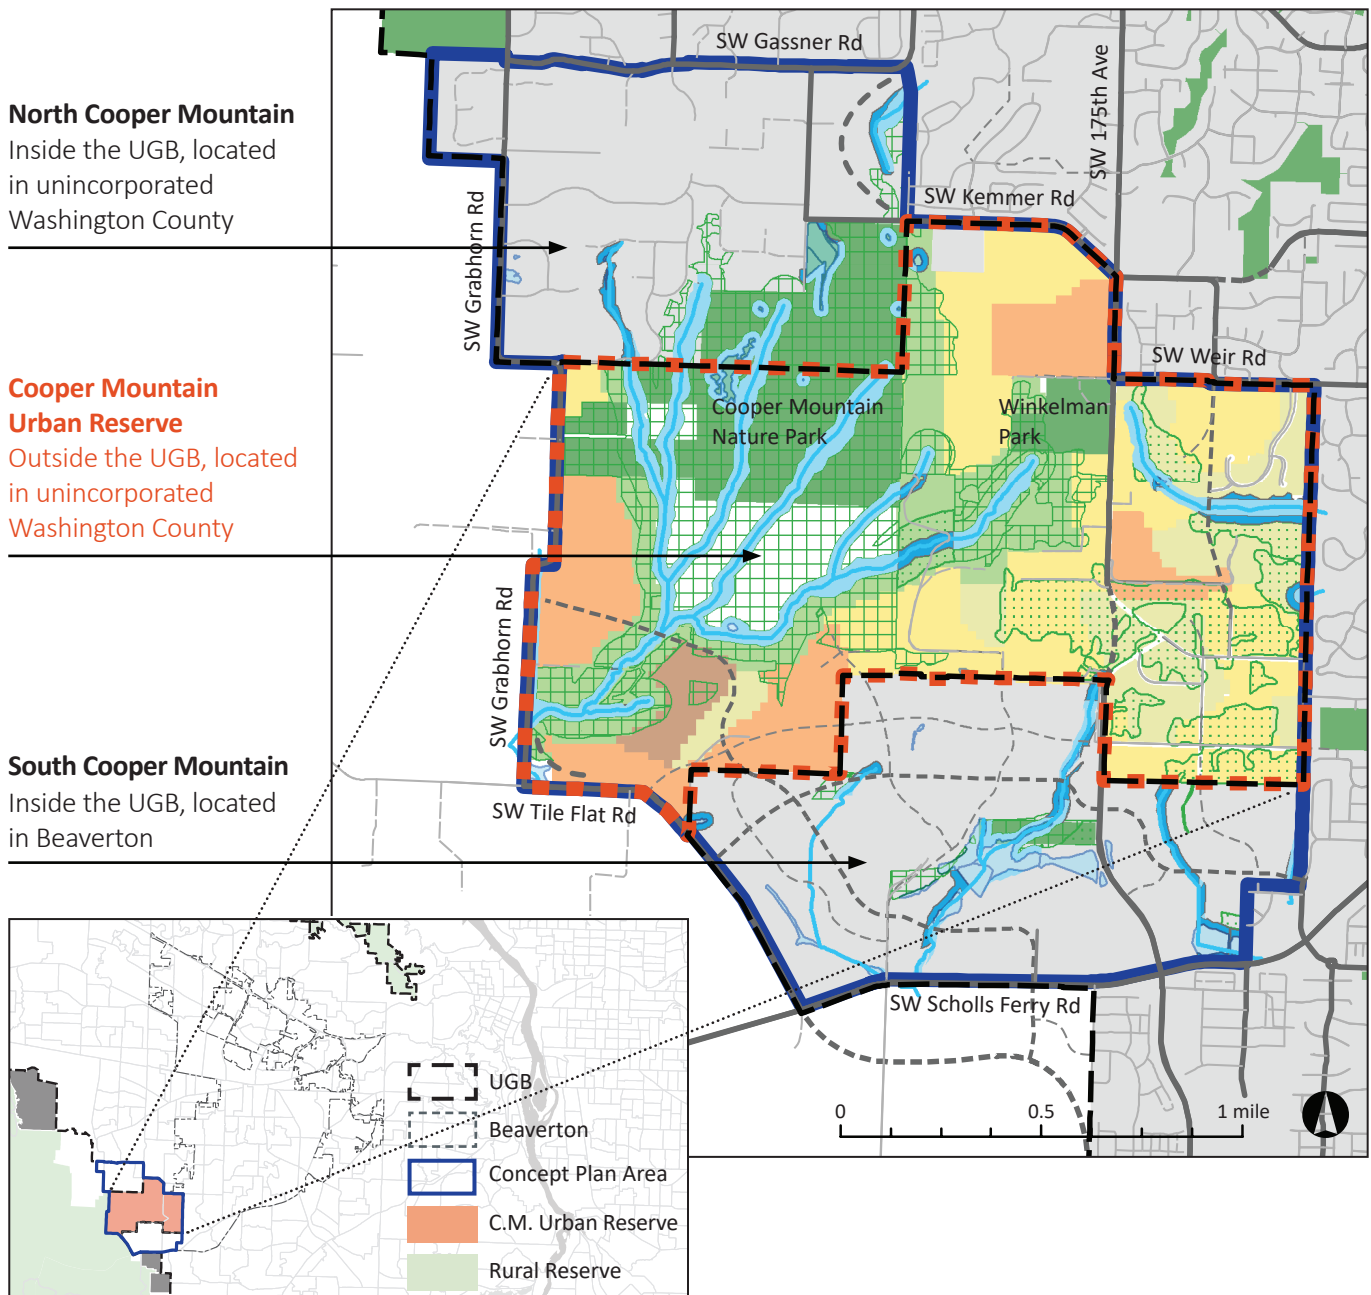 North Cooper Mountain
Inside the UGB, located
in unincorporated
Washington County
Cooper Mountain
Urban Reserve
Outside the UGB, located
in unincorporated
Washington County
South Cooper Mountain
Inside the UGB, located
in Beaverton
SW Gassner Rd
SW 175th Ave
SW Kemmer Rd
SW Grabhorn Rd
SW Weir Rd
Cooper Mountain
Nature Park
Winkelman
Park
SW Grabhorn Rd
SW Tile Flat Rd
SW Scholls Ferry Rd
0 0.5 1 mile
UGB
Beaverton
Concept Plan Area
C.M. Urban Reserve
Rural Reserve